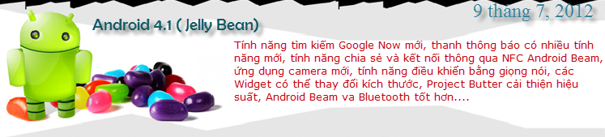 9 thang 7, 2012
Android 4.1 ( Jelly Bean)
Tính năng tìm kiếm Google Now mới, thanh thông báo có nhiều tính
năng mới, tính năng chia sẻ và kết nối thông qua NFC Android Beam,
ứng dụng camera mới, tính năng điều khiển bằng giọng nói, các
Widget có thể thay đổi kích thước, Project Butter cải thiện hiệu
suất, Android Beam va Bluetooth tốt hơn....